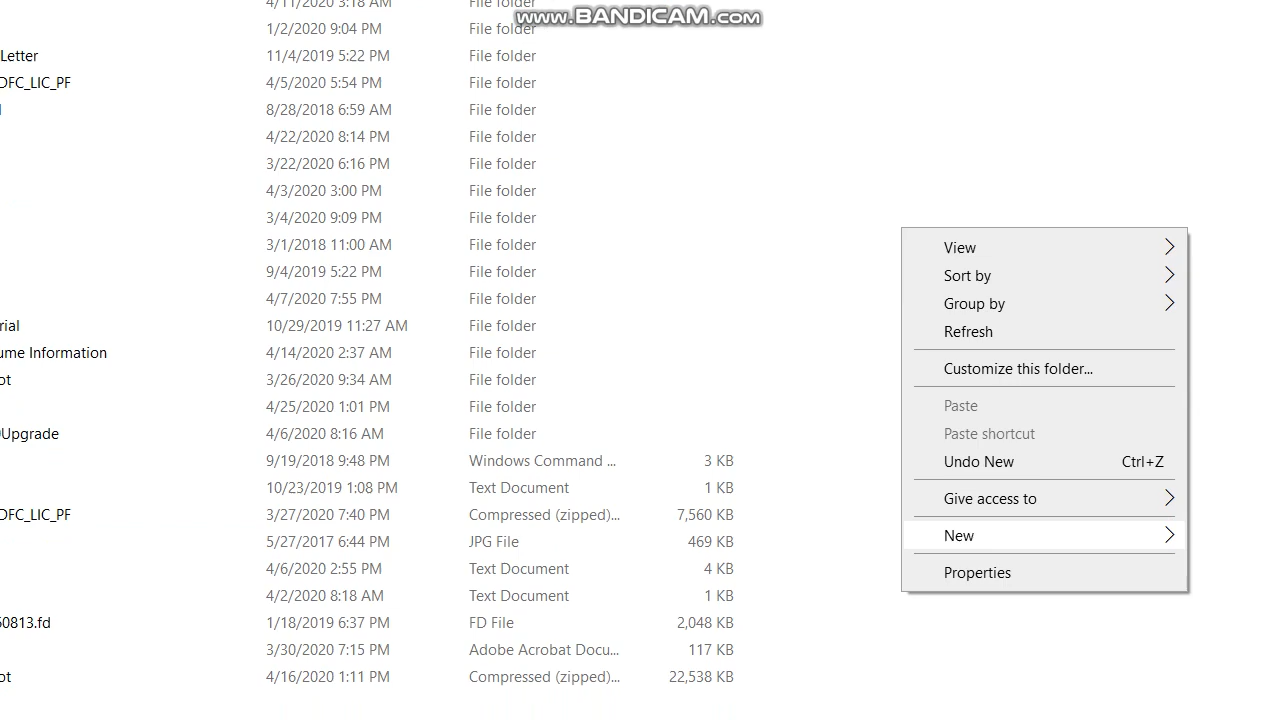 4/11/2020 3:18 AM File folder
www.BANDICAM.com
1/2/2020 9:04 PM File folder
Letter 11/4/2019 5:22 PM File folder
DFC_LIC_PF 4/5/2020 5:54 PM File folder
8/28/2018 6:59 AM File folder
4/22/2020 8:14 PM File folder
3/22/2020 6:16 PM File folder
4/3/2020 3:00 PM File folder
3/4/2020 9:09 PM File folder
3/1/2018 11:00 AM File folder
9/4/2019 5:22 PM File folder
4/7/2020 7:55 PM File folder
rial 10/29/2019 11:27 AM File folder
ume Information 4/14/2020 2:37 AM File folder
ot 3/26/2020 9:34 AM File folder
4/25/2020 1:01 PM File folder
Upgrade 4/6/2020 8:16 AM File folder
9/19/2018 9:48 PM Windows Command ... 3 KB
10/23/2019 1:08 PM Text Document 1 KB
DFC_LIC_PF 3/27/2020 7:40 PM Compressed (zipped)... 7,560 KB
5/27/2017 6:44 PM JPG File 469 KB
4/6/2020 2:55 PM Text Document 4 KB
4/2/2020 8:18 AM Text Document 1 KB
60813.fd 1/18/2019 6:37 PM FD File 2,048 KB
3/30/2020 7:15 PM Adobe Acrobat Docu... 117 KB
ot 4/16/2020 1:11 PM Compressed (zipped)... 22,538 KB
View
Sort by
Group by
Refresh
Customize this folder...
Paste
Paste shortcut
Undo New Ctrl+Z
Give access to
New
Properties